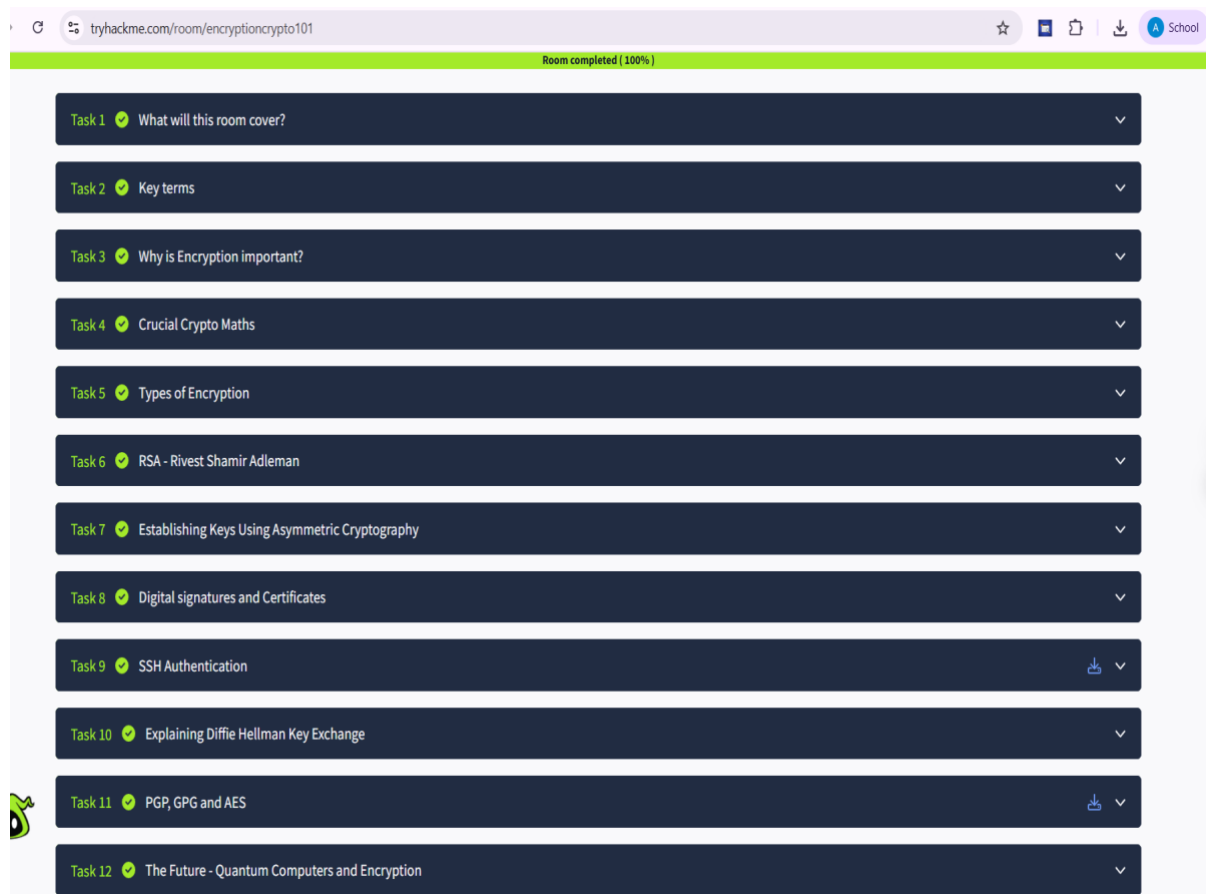 tryhackme.com/room/encryptioncrypto101
A School
Room completed ( 100% )
Task 1 What will this room cover?
Task 2 Key terms
Task 3 Why is Encryption important?
Task 4 Crucial Crypto Maths
Task 5 Types of Encryption
Task 6 RSA - Rivest Shamir Adleman
Task 7 Establishing Keys Using Asymmetric Cryptography
Task 8 Digital signatures and Certificates
Task 9 SSH Authentication
Task 10 Explaining Diffie Hellman Key Exchange
Task 11 PGP, GPG and AES
Task 12 The Future - Quantum Computers and Encryption